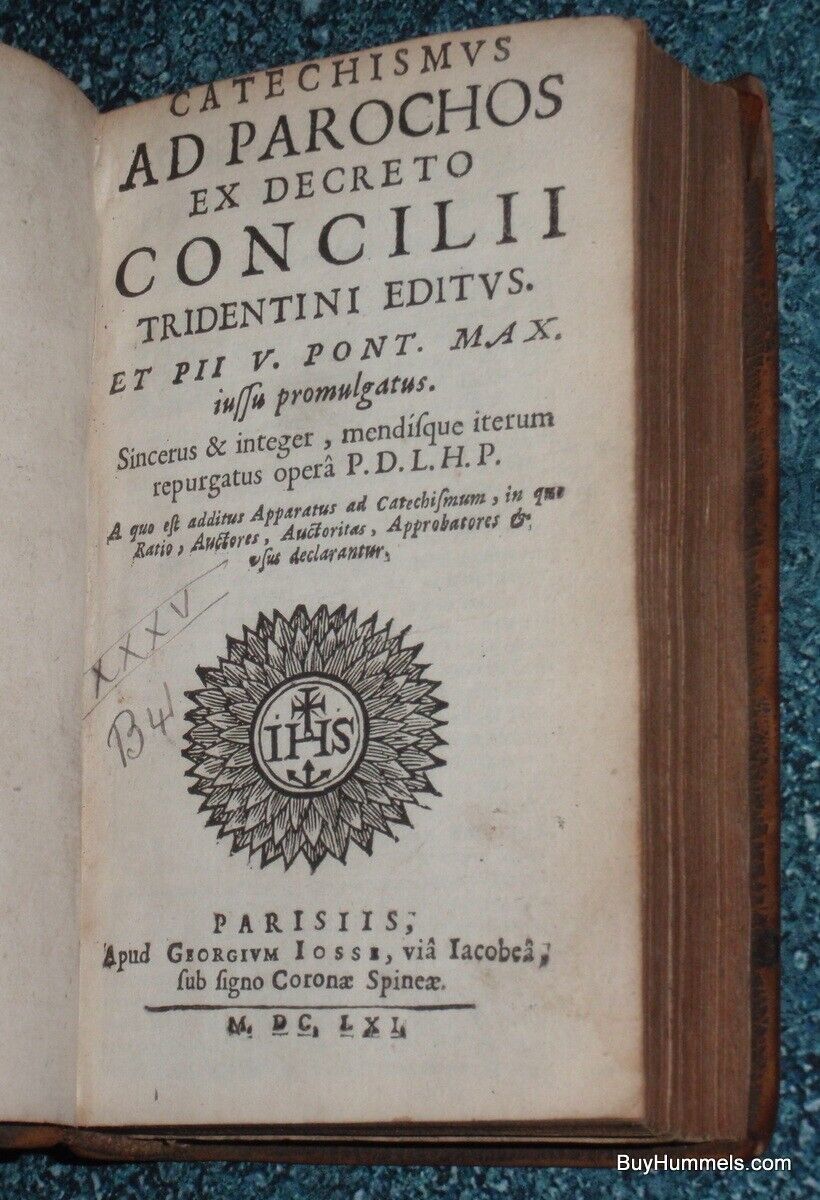 CATECHISMVS
AD PAROCHOS
EX DECRETO
CONCILII
TRIDENTINI EDITVS.
ET PII V. PONT. MAX.
iuſſu promulgatus.
Sincerus & integer, mendiſque iterum
repurgatus operâ P. D. L. H. P.
A quo eſt additus Apparatus ad Catechiſmum, in quo
Ratio, Auctores, Auctoritas, Approbatores &
vſus declarantur,
XXXV
B41
IHS
PARISIIS,
Apud GEORGIVM IOSSE, viâ Iacobeâ,
ſub ſigno Coronæ Spineæ.
M. DC. LXI.
BuyHummels.com